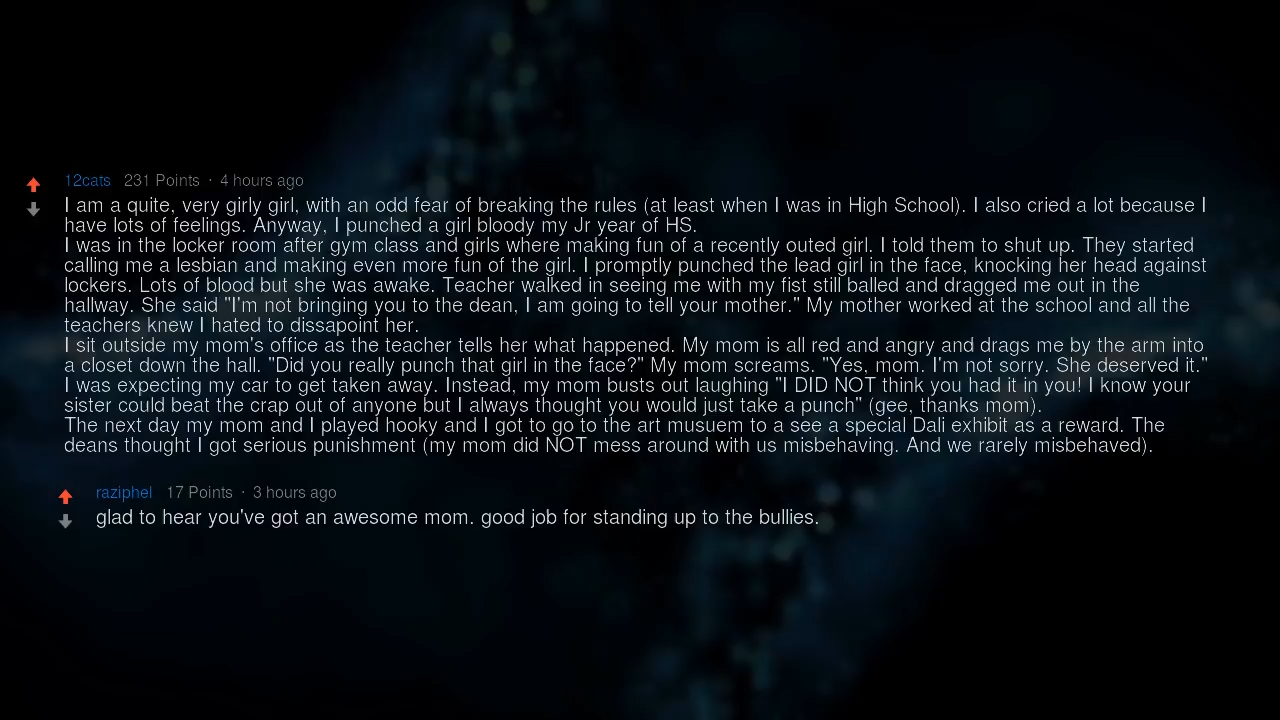 12cats 231 Points · 4 hours ago
I am a quite, very girly girl, with an odd fear of breaking the rules (at least when I was in High School). I also cried a lot because I
have lots of feelings. Anyway, I punched a girl bloody my Jr year of HS.
I was in the locker room after gym class and girls where making fun of a recently outed girl. I told them to shut up. They started
calling me a lesbian and making even more fun of the girl. I promptly punched the lead girl in the face, knocking her head against
lockers. Lots of blood but she was awake. Teacher walked in seeing me with my fist still balled and dragged me out in the
hallway. She said "I'm not bringing you to the dean, I am going to tell your mother." My mother worked at the school and all the
teachers knew I hated to dissapoint her.
I sit outside my mom's office as the teacher tells her what happened. My mom is all red and angry and drags me by the arm into
a closet down the hall. "Did you really punch that girl in the face?" My mom screams. "Yes, mom. I'm not sorry. She deserved it."
I was expecting my car to get taken away. Instead, my mom busts out laughing "I DID NOT think you had it in you! I know your
sister could beat the crap out of anyone but I always thought you would just take a punch" (gee, thanks mom).
The next day my mom and I played hooky and I got to go to the art musuem to a see a special Dali exhibit as a reward. The
deans thought I got serious punishment (my mom did NOT mess around with us misbehaving. And we rarely misbehaved).
raziphel 17 Points · 3 hours ago
glad to hear you've got an awesome mom. good job for standing up to the bullies.